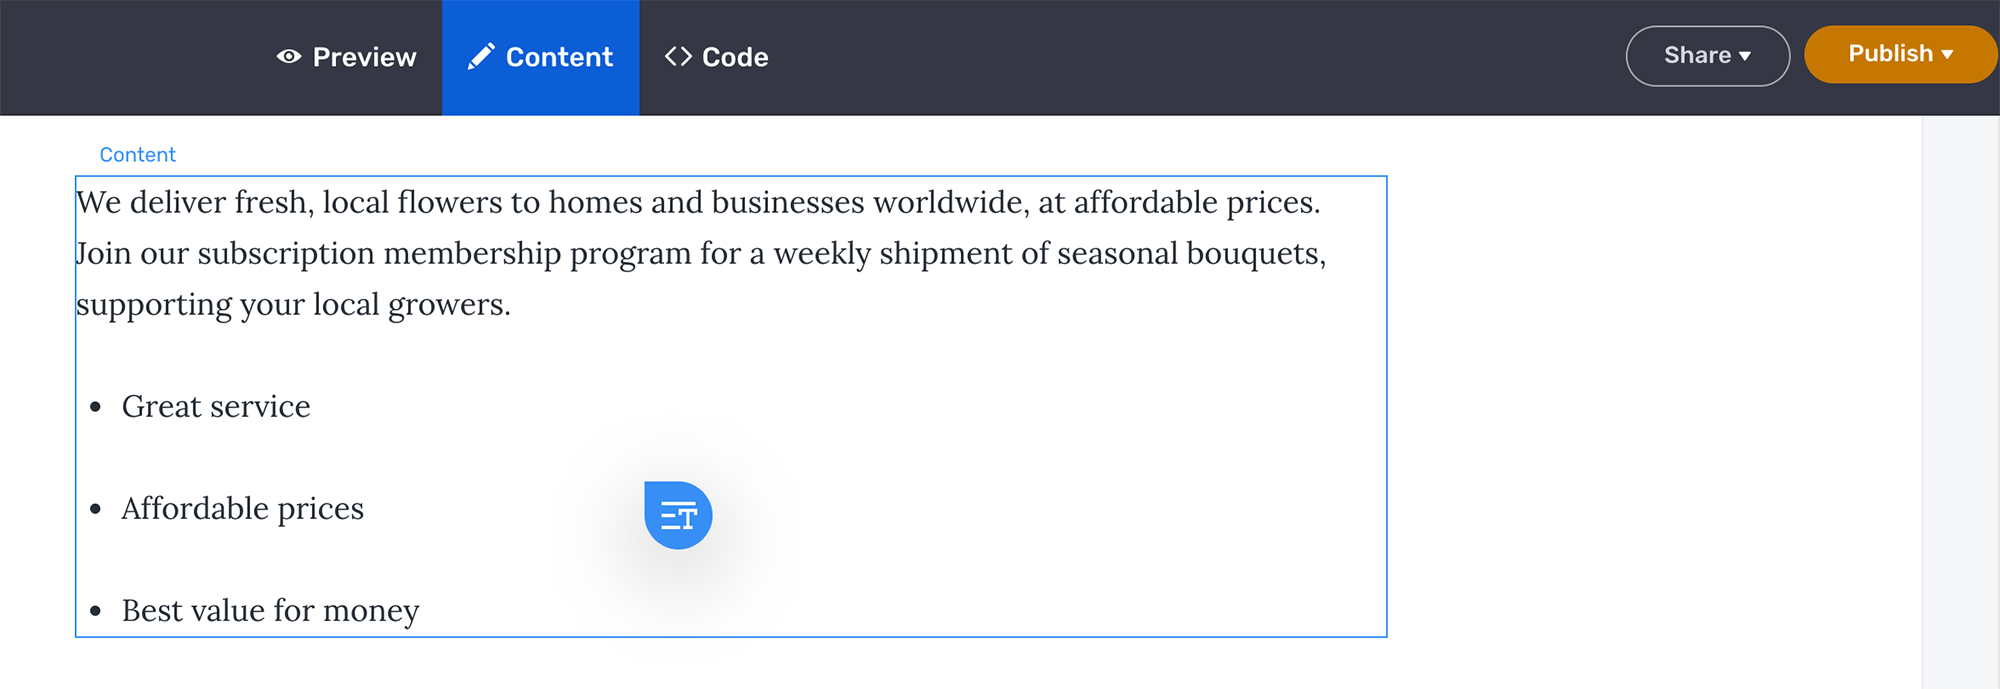 Preview Content Code Share Publish
Content
We deliver fresh, local flowers to homes and businesses worldwide, at affordable prices.
Join our subscription membership program for a weekly shipment of seasonal bouquets,
supporting your local growers.
Great service
Affordable prices
Best value for money